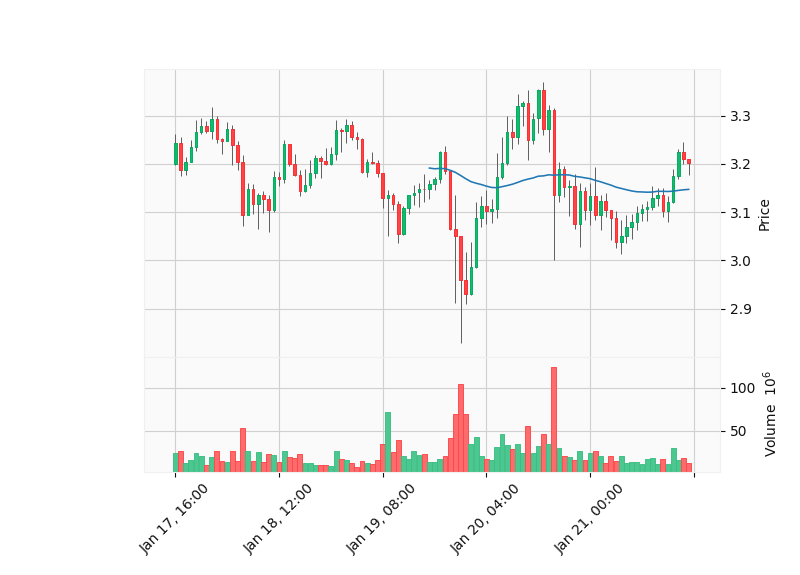 3.3
3.2
3.1
3.0
2.9
Price
100
50
Volume 10^6
Jan 17, 16:00
Jan 18, 12:00
Jan 19, 08:00
Jan 20, 04:00
Jan 21, 00:00